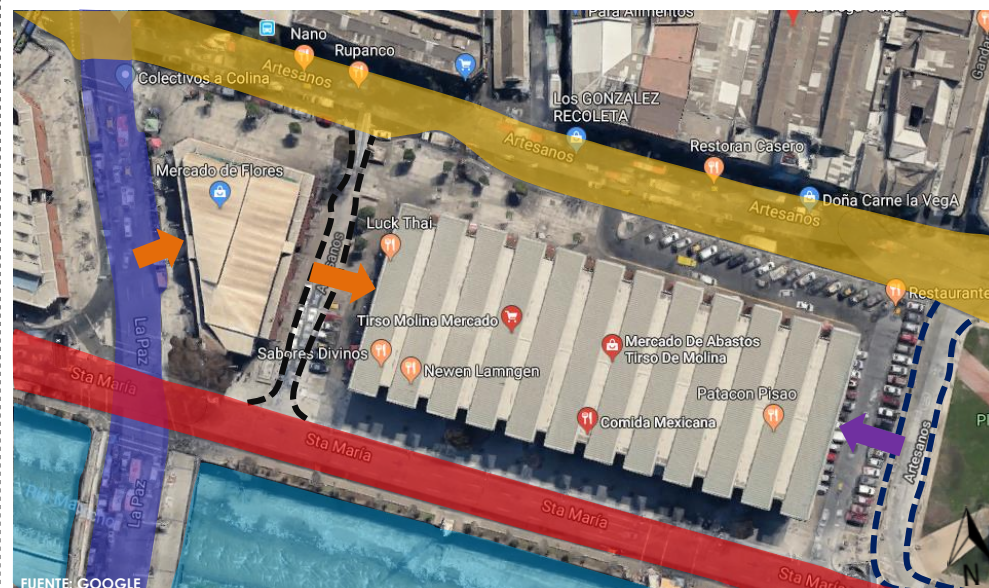 Para Alimentos
Nano
Rupanco
Artesanos
Colectivos a Colina
Los GONZALEZ
RECOLETA
Artesanos
Restoran Casero
Mercado de Flores
Doña Carne la VegA
Artesanos
Luck Thai
Restaurante
Tirso Molina Mercado
Mercado De Abastos
Tirso De Molina
La Paz
Sabores Divinos
Newen Lamngen
Patacon Pisao
Comida Mexicana
Sta María
Sta María
Artesanos
La Paz
Sta María
Sta María
N
FUENTE: GOOGLE